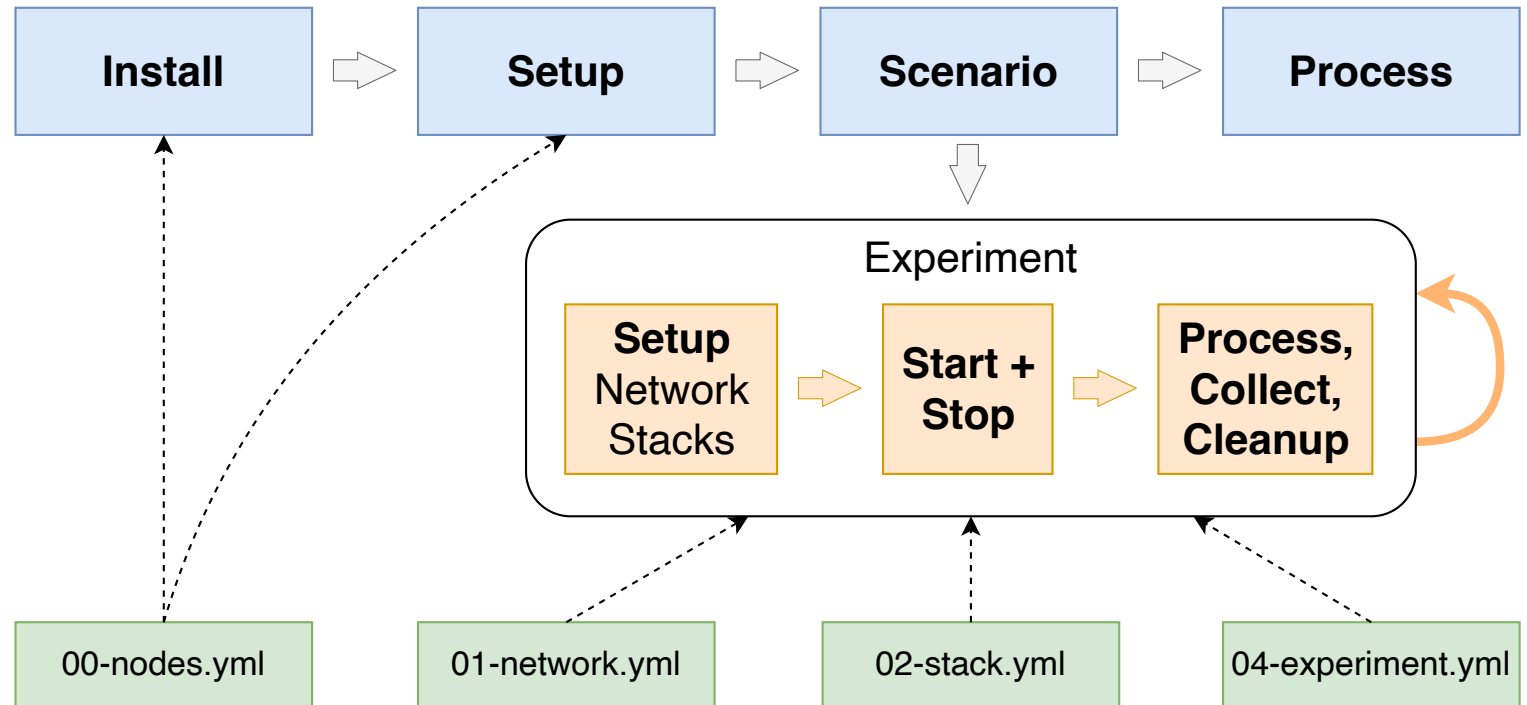 Install
Setup
Scenario
Process
Experiment
Setup
Network
Stacks
Start +
Stop
Process,
Collect,
Cleanup
00-nodes.yml
01-network.yml
02-stack.yml
04-experiment.yml